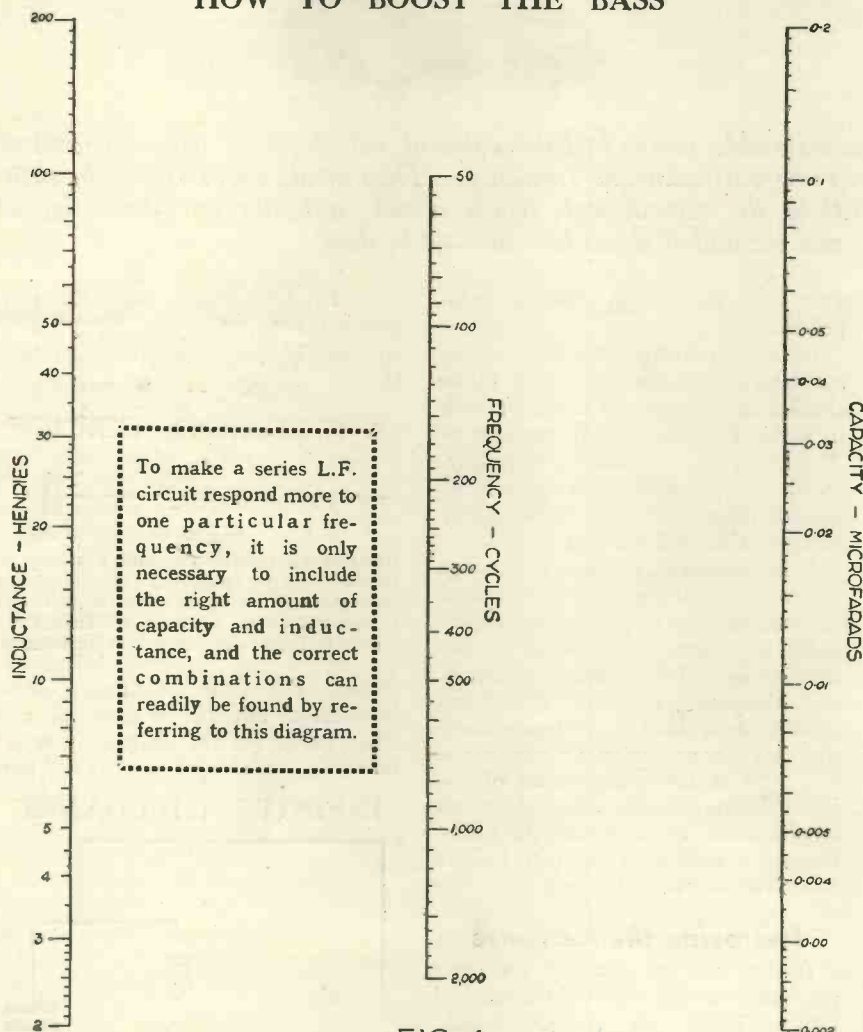 HOW TO BOOST THE BASS
200
100
50
40
30
20
10
5
4
3
2
INDUCTANCE - HENRIES
To make a series L.F.
circuit respond more to
one particular fre-
quency, it is only
necessary to include
the right amount of
capacity and induc-
tance, and the correct
combinations can
readily be found by re-
ferring to this diagram.
50
100
200
300
400
500
1,000
2,000
FREQUENCY - CYCLES
0·2
0·1
0·05
0·04
0·03
0·02
0·01
0·005
0·004
0·00
0·002
CAPACITY - MICROFARADS